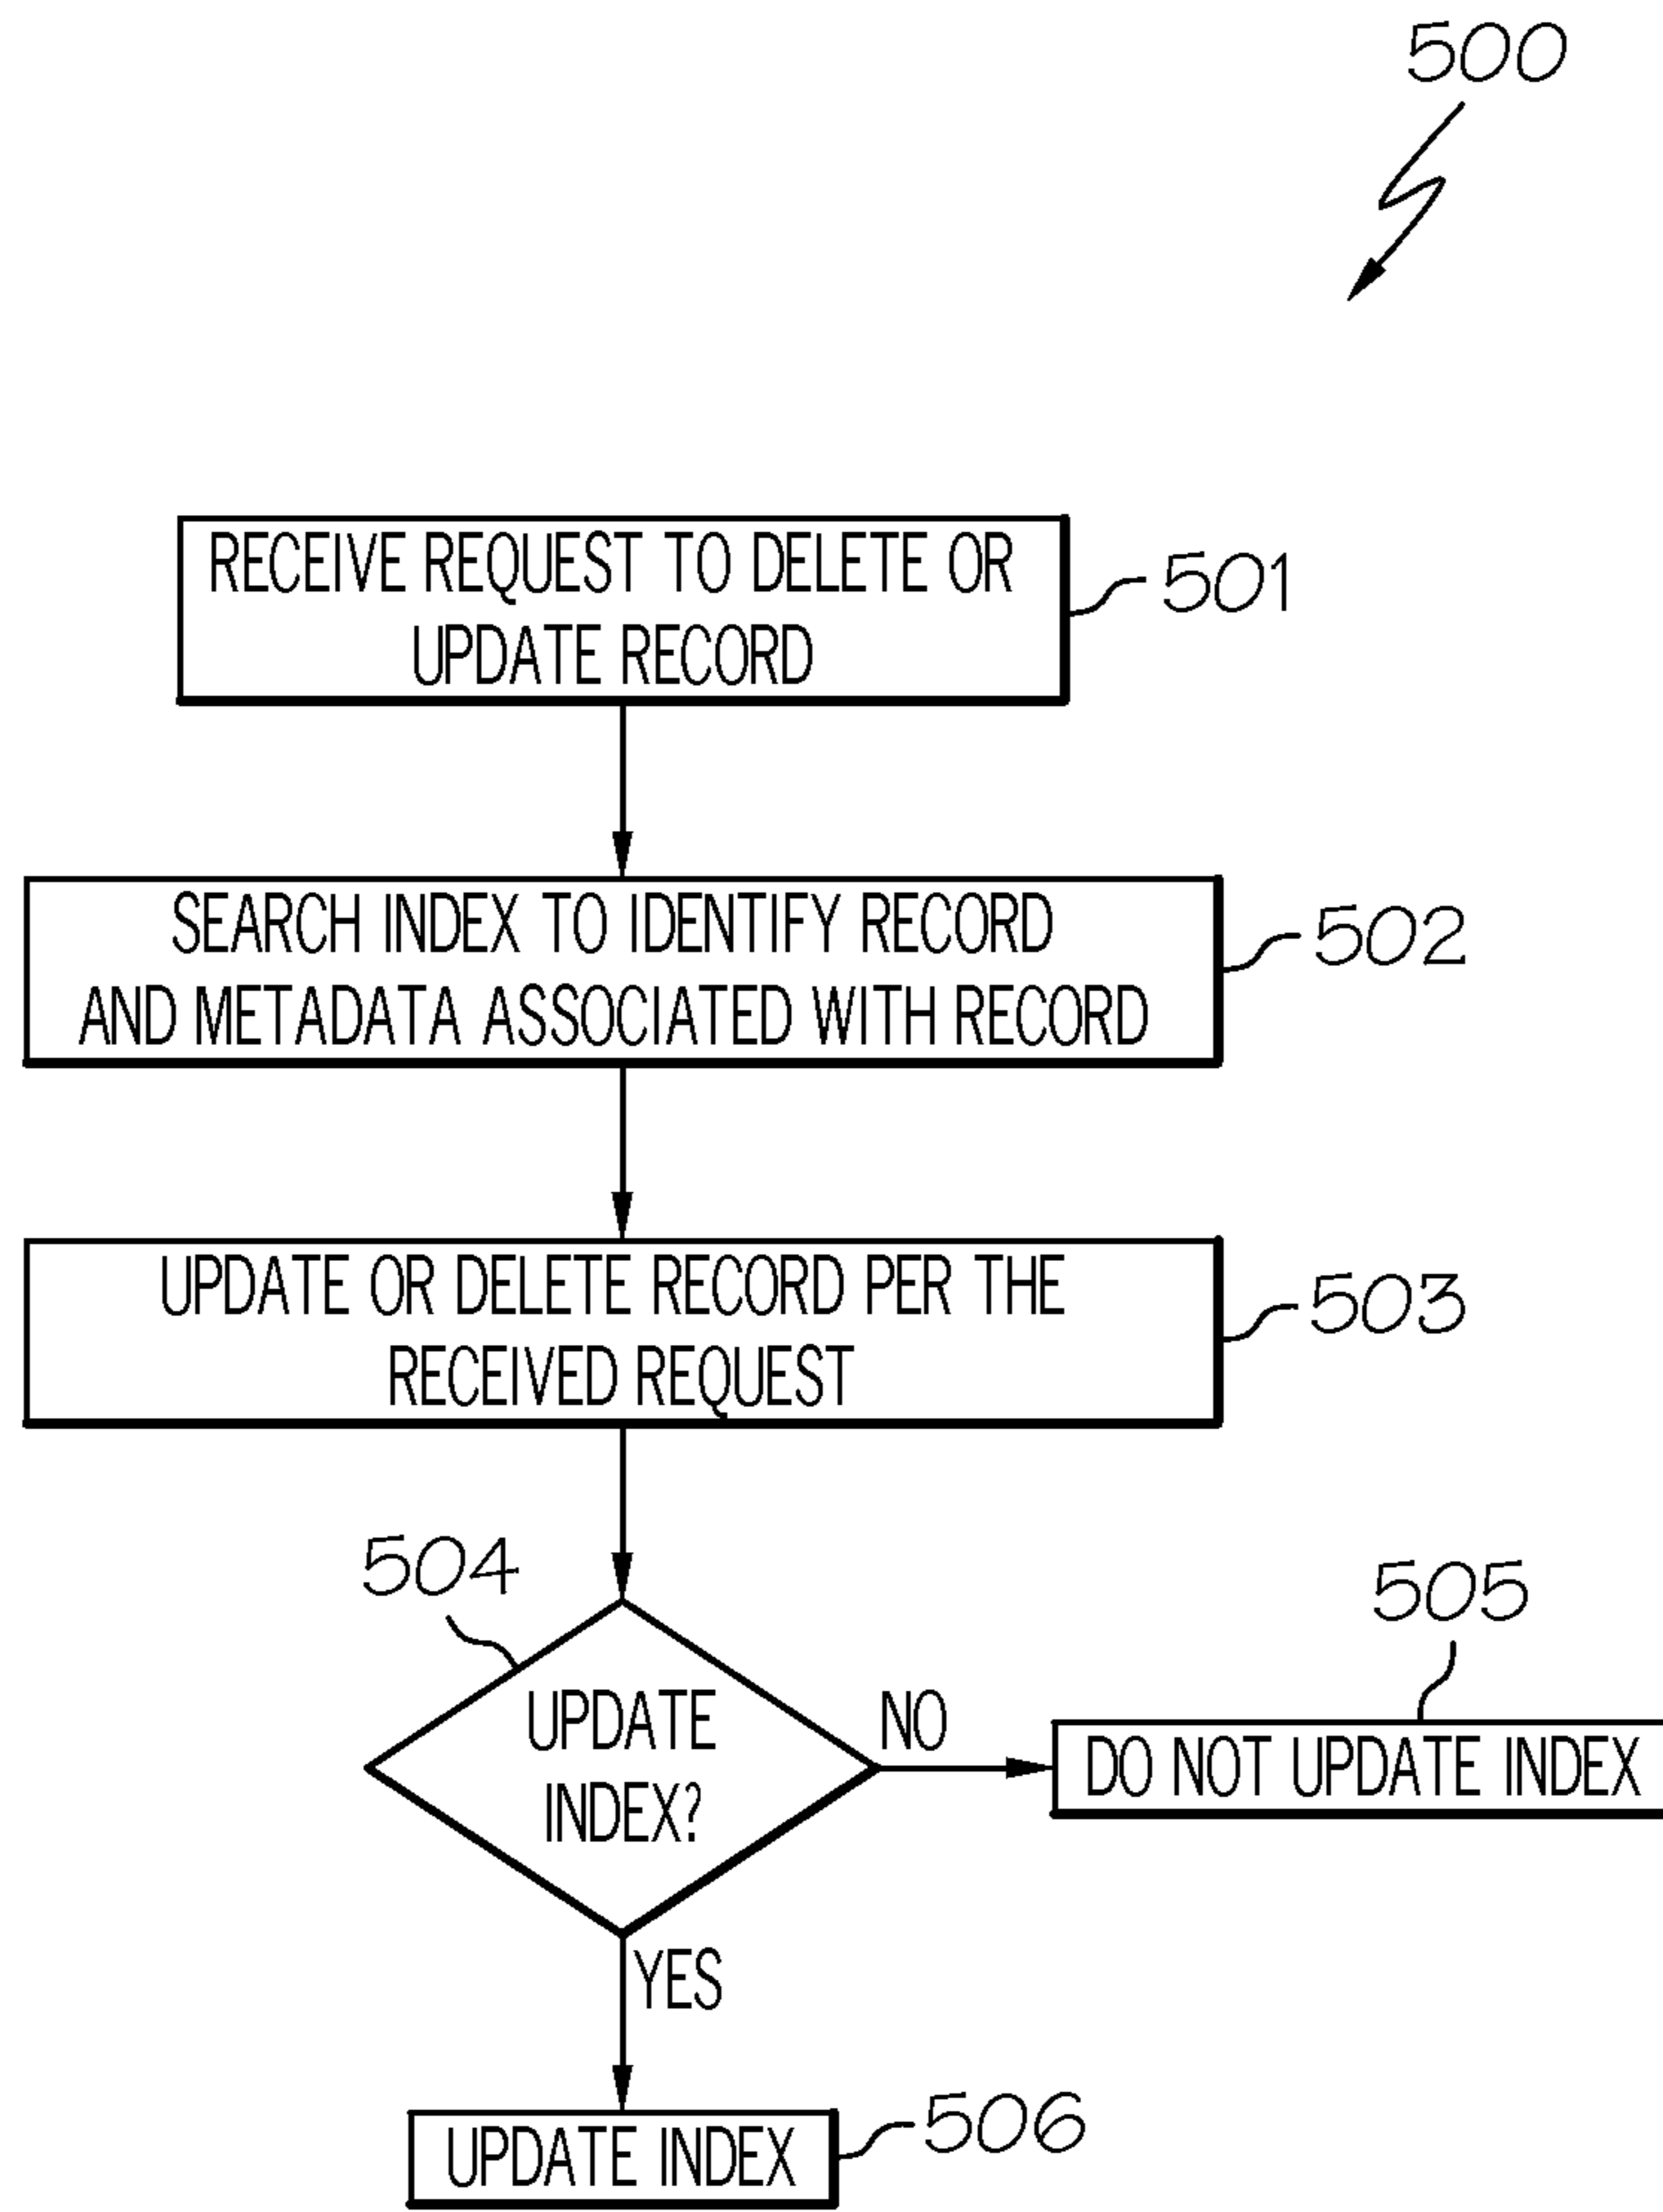 500
RECEIVE REQUEST TO DELETE OR
UPDATE RECORD
501
SEARCH INDEX TO IDENTIFY RECORD
AND METADATA ASSOCIATED WITH RECORD
502
UPDATE OR DELETE RECORD PER THE
RECEIVED REQUEST
503
504
UPDATE
INDEX?
NO
505
DO NOT UPDATE INDEX
YES
UPDATE INDEX
506